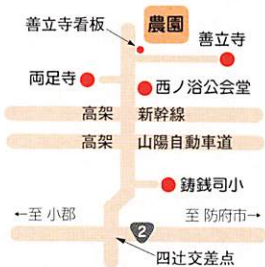 善立寺看板
農園
善立寺
両足寺
西ノ浴公会堂
高架 新幹線
高架 山陽自動車道
鋳銭司小
←至 小郡
至 防府市→
2
四辻交差点